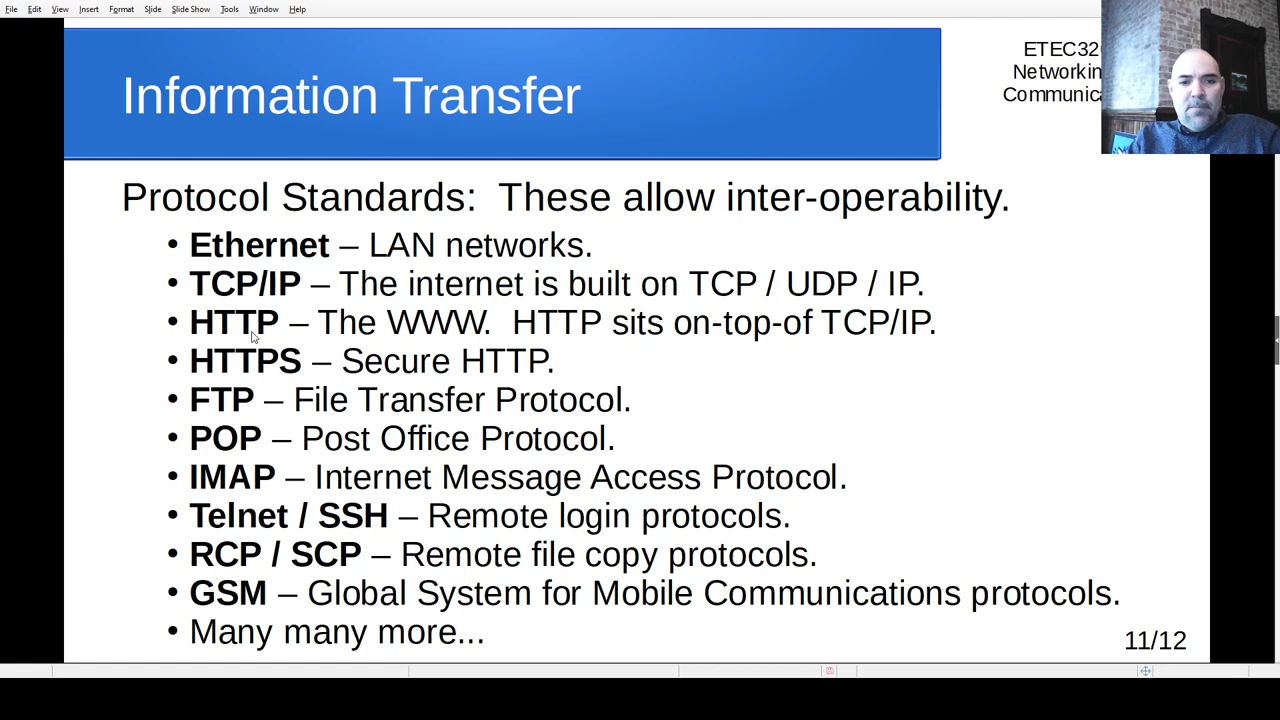 File Edit View Insert Format Slide Slide Show Tools Window Help
Information Transfer
ETEC32
Networkin
Communica
Protocol Standards:  These allow inter-operability.
• Ethernet – LAN networks.
• TCP/IP – The internet is built on TCP / UDP / IP.
• HTTP – The WWW.  HTTP sits on-top-of TCP/IP.
• HTTPS – Secure HTTP.
• FTP – File Transfer Protocol.
• POP – Post Office Protocol.
• IMAP – Internet Message Access Protocol.
• Telnet / SSH – Remote login protocols.
• RCP / SCP – Remote file copy protocols.
• GSM – Global System for Mobile Communications protocols.
• Many many more...
11/12